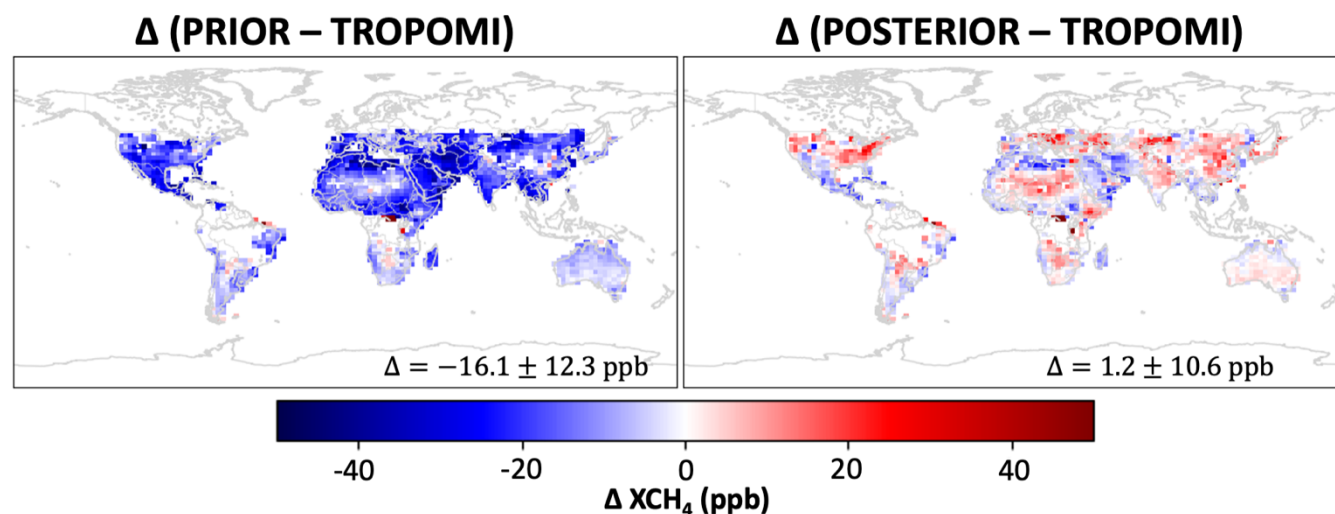 Δ (PRIOR – TROPOMI)
Δ (POSTERIOR – TROPOMI)
Δ = −16.1 ± 12.3 ppb
Δ = 1.2 ± 10.6 ppb
-40 -20 0 20 40
Δ XCH₄ (ppb)